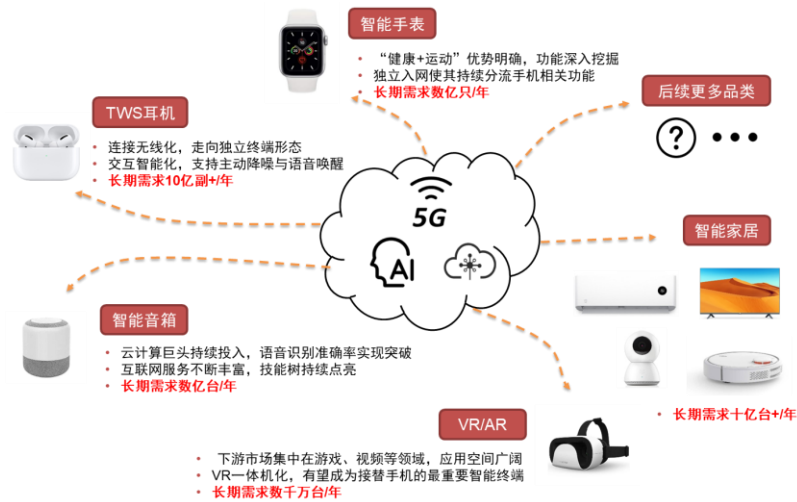 智能手表
• “健康+运动”优势明确，功能深入挖掘
• 独立入网使其持续分流手机相关功能
• 长期需求数亿只/年
后续更多品类
? •••
TWS耳机
• 连接无线化，走向独立终端形态
• 交互智能化，支持主动降噪与语音唤醒
• 长期需求10亿副+/年
5G
AI
智能家居
• 长期需求十亿台+/年
智能音箱
• 云计算巨头持续投入，语音识别准确率实现突破
• 互联网服务不断丰富，技能树持续点亮
• 长期需求数亿台/年
VR/AR
• 下游市场集中在游戏、视频等领域，应用空间广阔
• VR一体机化，有望成为接替手机的最重要智能终端
• 长期需求数千万台/年